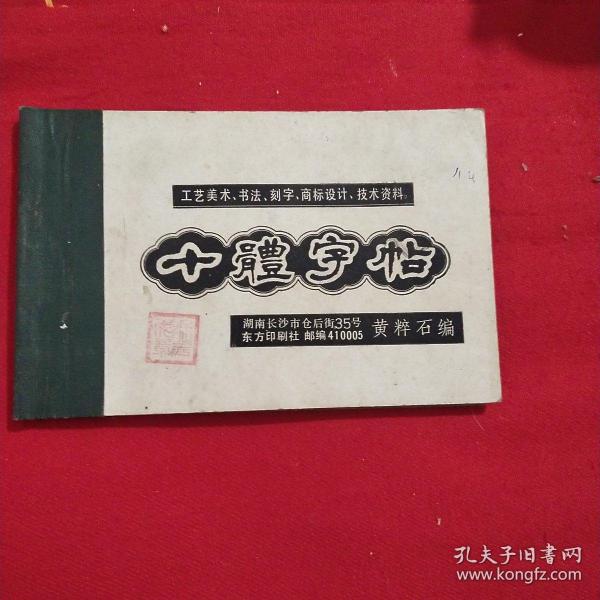 工艺美术、书法、刻字、商标设计、技术资料。
十體字帖
湖南长沙市仓后街35号
东方印刷社 邮编410005
黄粹石编
孔夫子旧书网
www.kongfz.com